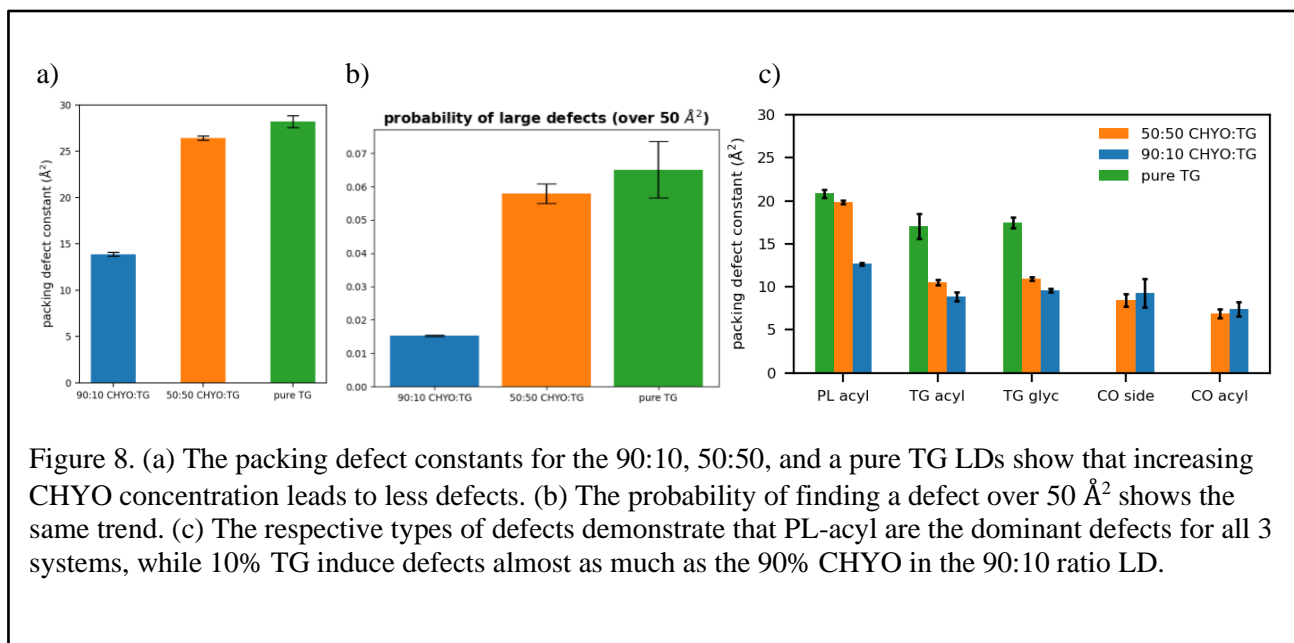 a)
b)
c)
30
25
20
15
10
5
0
packing defect constant (Å²)
90:10 CHYO:TG
50:50 CHYO:TG
pure TG
probability of large defects (over 50 Å²)
0.07
0.06
0.05
0.04
0.03
0.02
0.01
0.00
90:10 CHYO:TG
50:50 CHYO:TG
pure TG
30
25
20
15
10
5
0
packing defect constant (Å²)
50:50 CHYO:TG
90:10 CHYO:TG
pure TG
PL acyl
TG acyl
TG glyc
CO side
CO acyl
Figure 8. (a) The packing defect constants for the 90:10, 50:50, and a pure TG LDs show that increasing
CHYO concentration leads to less defects. (b) The probability of finding a defect over 50 Å² shows the
same trend. (c) The respective types of defects demonstrate that PL-acyl are the dominant defects for all 3
systems, while 10% TG induce defects almost as much as the 90% CHYO in the 90:10 ratio LD.